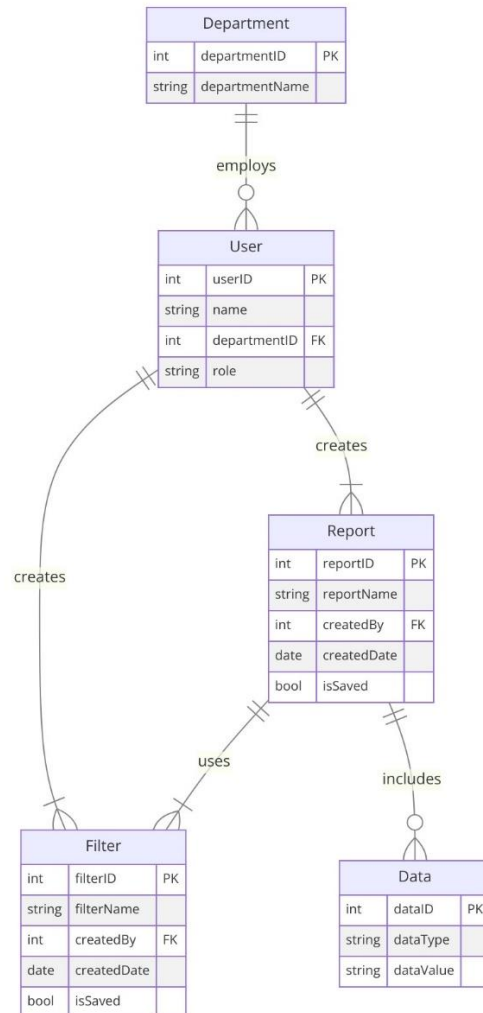 Department
int departmentID PK
string departmentName
employs
User
int userID PK
string name
int departmentID FK
string role
creates
Report
int reportID PK
string reportName
int createdBy FK
date createdDate
bool isSaved
creates
uses
includes
Filter
int filterID PK
string filterName
int createdBy FK
date createdDate
bool isSaved
Data
int dataID PK
string dataType
string dataValue